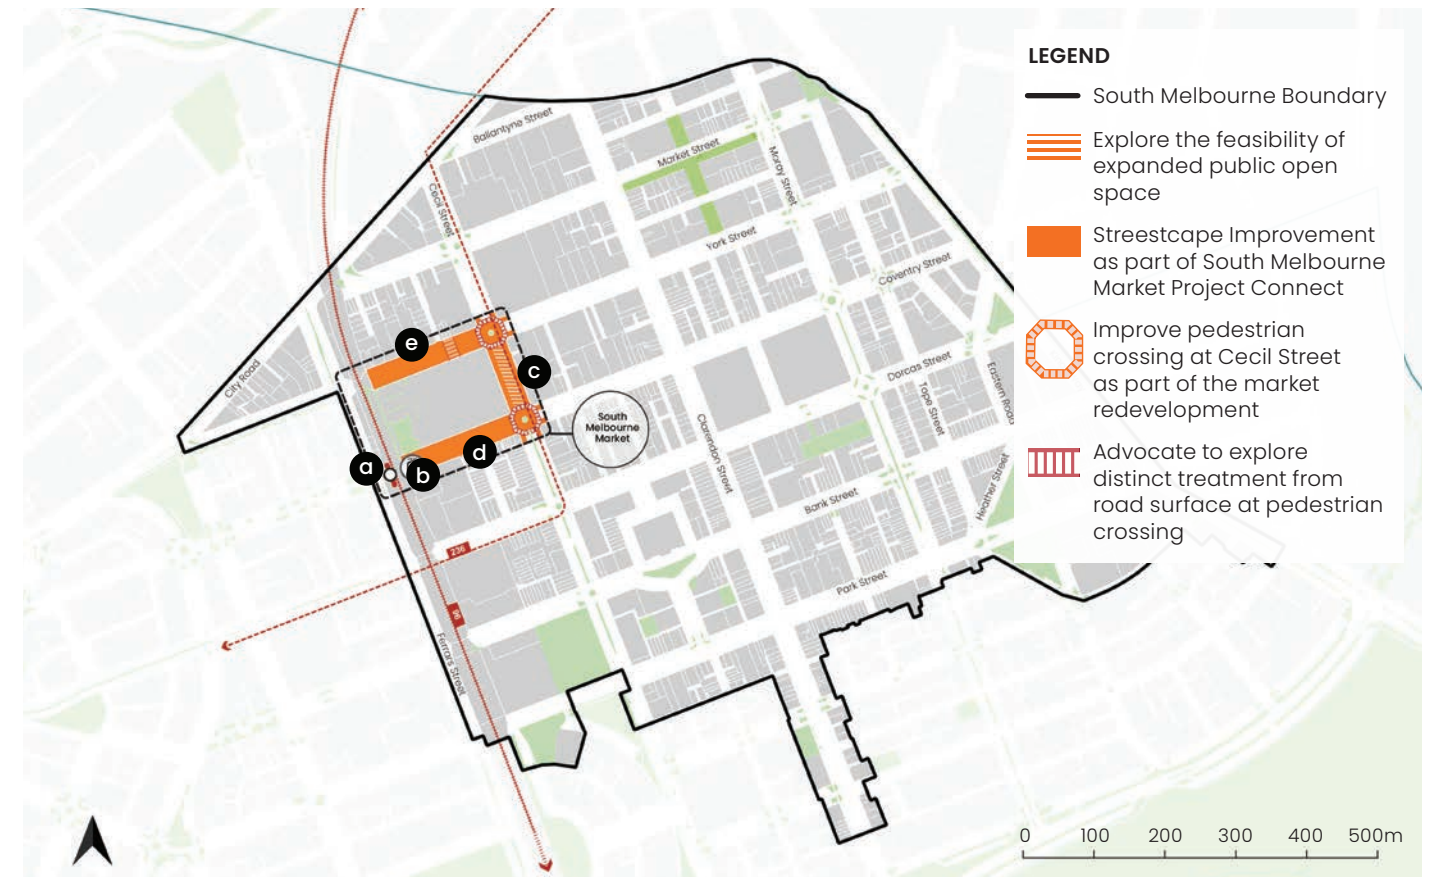 LEGEND
South Melbourne Boundary
Explore the feasibility of
expanded public open
space
Streestcape Improvement
as part of South Melbourne
Market Project Connect
Improve pedestrian
crossing at Cecil Street
as part of the market
redevelopment
Advocate to explore
distinct treatment from
road surface at pedestrian
crossing
Ballantyne Street
Market Street
Moray Street
Cecil Street
York Street
Coventry Street
City Road
e
c
Dorcas Street
Tope Street
Eastern Road
South
Melbourne
Market
Clarendon Street
a
b
d
Bank Street
Heather Street
236
Park Street
96
Ferrars Street
0 100 200 300 400 500m